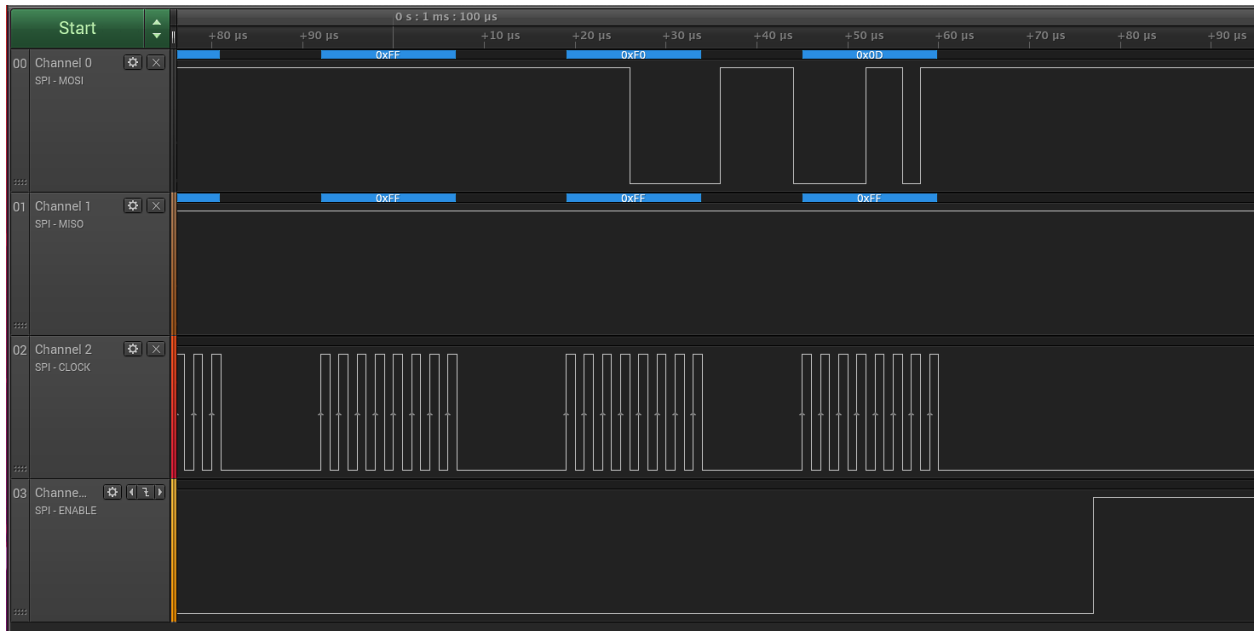 0 s : 1 ms : 100 µs
Start
+80 µs +90 µs +10 µs +20 µs +30 µs +40 µs +50 µs +60 µs +70 µs +80 µs +90 µs
0xFF 0xF0 0x0D
00 Channel 0
SPI - MOSI
0xFF 0xFF 0xFF
01 Channel 1
SPI - MISO
02 Channel 2
SPI - CLOCK
03 Channe...
SPI - ENABLE